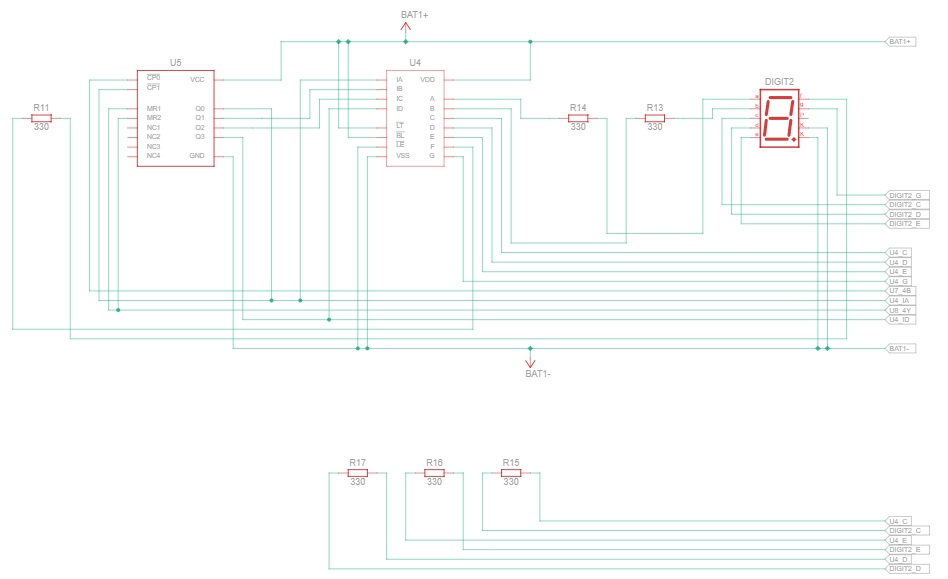 BAT1+
BAT1+
U5
CP0 VCC
CP1
MR1 Q0
MR2 Q1
NC1 Q2
NC2 Q3
NC3
NC4 GND
U4
IA VDD
IB
IC A
ID B
C
LT D
BL E
LE F
VSS G
R11
330
R14
330
R13
330
DIGIT2
DIGIT2_G
DIGIT2_C
DIGIT2_D
DIGIT2_E
U4_C
U4_D
U4_E
U4_G
U7_4B
U4_IA
U8_4Y
U4_ID
BAT1-
BAT1-
R17
330
R16
330
R15
330
U4_C
DIGIT2_C
U4_E
DIGIT2_E
U4_D
DIGIT2_D